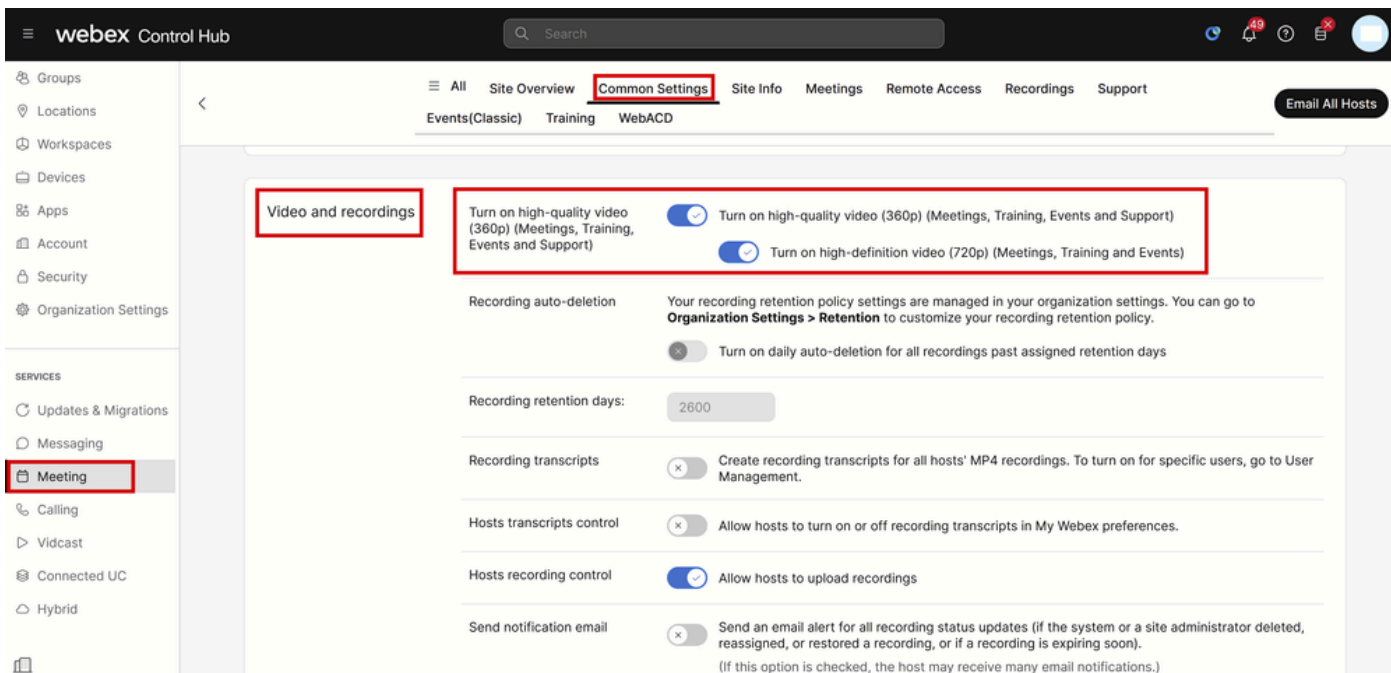 webex Control Hub
Search
49
Groups
Locations
Workspaces
Devices
Apps
Account
Security
Organization Settings
SERVICES
Updates & Migrations
Messaging
Meeting
Calling
Vidcast
Connected UC
Hybrid
All Site Overview Common Settings Site Info Meetings Remote Access Recordings Support
Events(Classic) Training WebACD
Email All Hosts
Video and recordings
Turn on high-quality video
(360p) (Meetings, Training,
Events and Support)
Turn on high-quality video (360p) (Meetings, Training, Events and Support)
Turn on high-definition video (720p) (Meetings, Training and Events)
Recording auto-deletion
Your recording retention policy settings are managed in your organization settings. You can go to
Organization Settings > Retention to customize your recording retention policy.
Turn on daily auto-deletion for all recordings past assigned retention days
Recording retention days:
2600
Recording transcripts
Create recording transcripts for all hosts' MP4 recordings. To turn on for specific users, go to User
Management.
Hosts transcripts control
Allow hosts to turn on or off recording transcripts in My Webex preferences.
Hosts recording control
Allow hosts to upload recordings
Send notification email
Send an email alert for all recording status updates (if the system or a site administrator deleted,
reassigned, or restored a recording, or if a recording is expiring soon).
(If this option is checked, the host may receive many email notifications.)